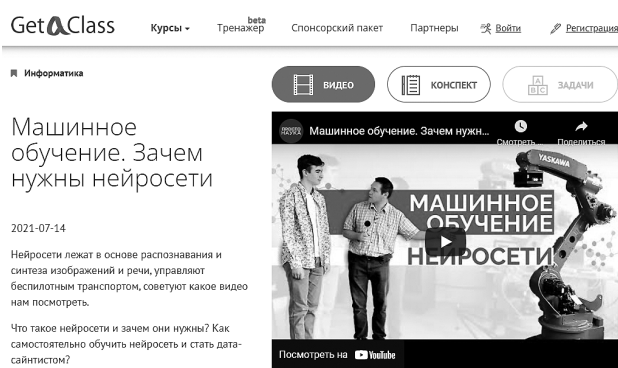 GetAClass
Курсы
Тренажер beta
Спонсорский пакет
Партнеры
Войти
Регистрация
Информатика
Машинное
обучение. Зачем
нужны нейросети
2021-07-14
Нейросети лежат в основе распознавания и
синтеза изображений и речи, управляют
беспилотным транспортом, советуют какое видео
нам посмотреть.
Что такое нейросети и зачем они нужны? Как
самостоятельно обучить нейросеть и стать дата-
сайнтистом?
ВИДЕО
КОНСПЕКТ
A
B C
ЗАДАЧИ
ПРОСТО
НАУКА
Машинное обучение. Зачем нужн...
Смотреть ...
Поделиться
YASKAWA
МАШИННОЕ
ОБУЧЕНИЕ
НЕЙРОСЕТИ
Посмотреть на YouTube